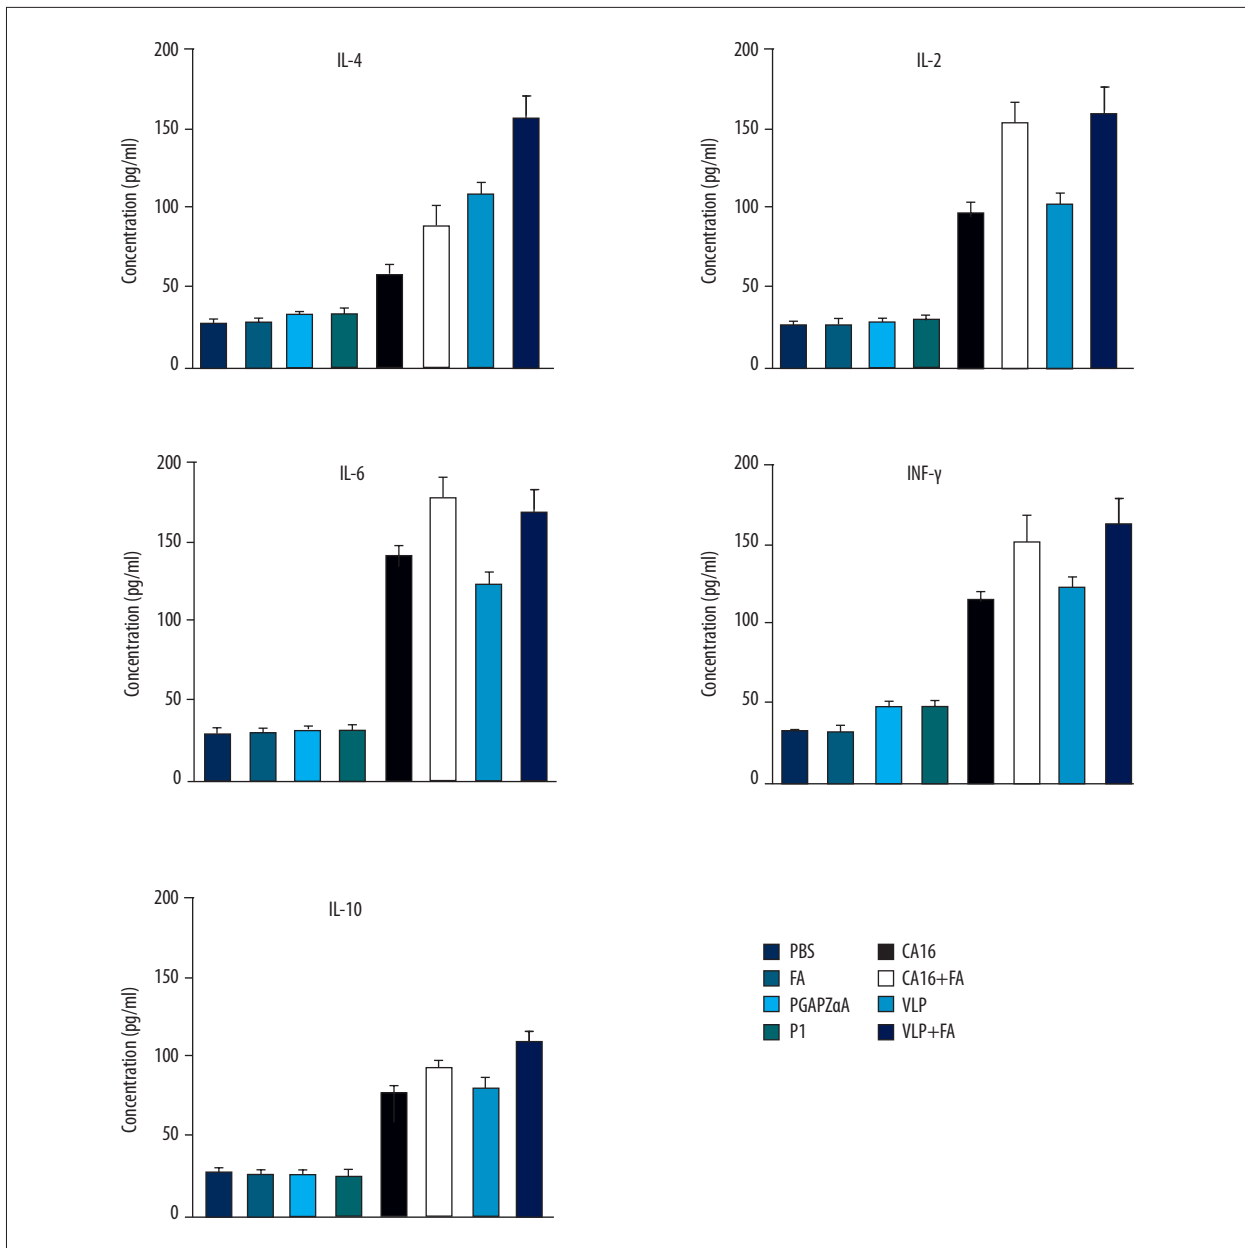 IL-4
Concentration (pg/ml)
200
150
100
50
0
IL-2
Concentration (pg/ml)
200
150
100
50
0
IL-6
Concentration (pg/ml)
200
150
100
50
0
INF-γ
Concentration (pg/ml)
200
150
100
50
0
IL-10
Concentration (pg/ml)
200
150
100
50
0
PBS
FA
PGAPZαA
P1
CA16
CA16+FA
VLP
VLP+FA